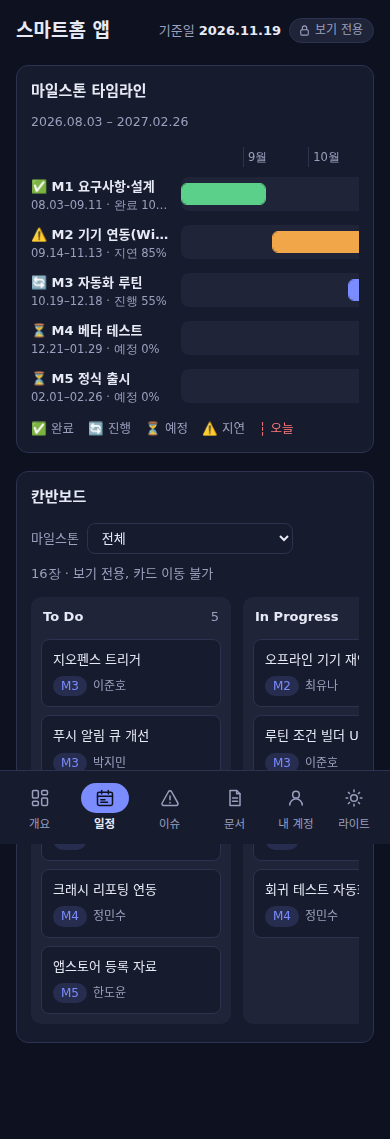 스마트홈 앱
기준일 2026.11.19
보기 전용
마일스톤 타임라인
2026.08.03 – 2027.02.26
9월
10월
✅ M1 요구사항·설계
08.03–09.11 · 완료 10…
⚠️ M2 기기 연동(Wi…
09.14–11.13 · 지연 85%
🔄 M3 자동화 루틴
10.19–12.18 · 진행 55%
⏳ M4 베타 테스트
12.21–01.29 · 예정 0%
⏳ M5 정식 출시
02.01–02.26 · 예정 0%
✅ 완료 🔄 진행 ⏳ 예정 ⚠️ 지연 ┆ 오늘
칸반보드
마일스톤 전체
16장 · 보기 전용, 카드 이동 불가
To Do 5
지오펜스 트리거
M3 이준호
푸시 알림 큐 개선
M3 박지민
크래시 리포팅 연동
M4 정민수
앱스토어 등록 자료
M5 한도윤
In Progress
오프라인 기기
M2 최유나
루틴 조건 빌더 U
M3 이준호
회귀 테스트 자동
M4 정민수
개요
일정
이슈
문서
내 계정
라이트